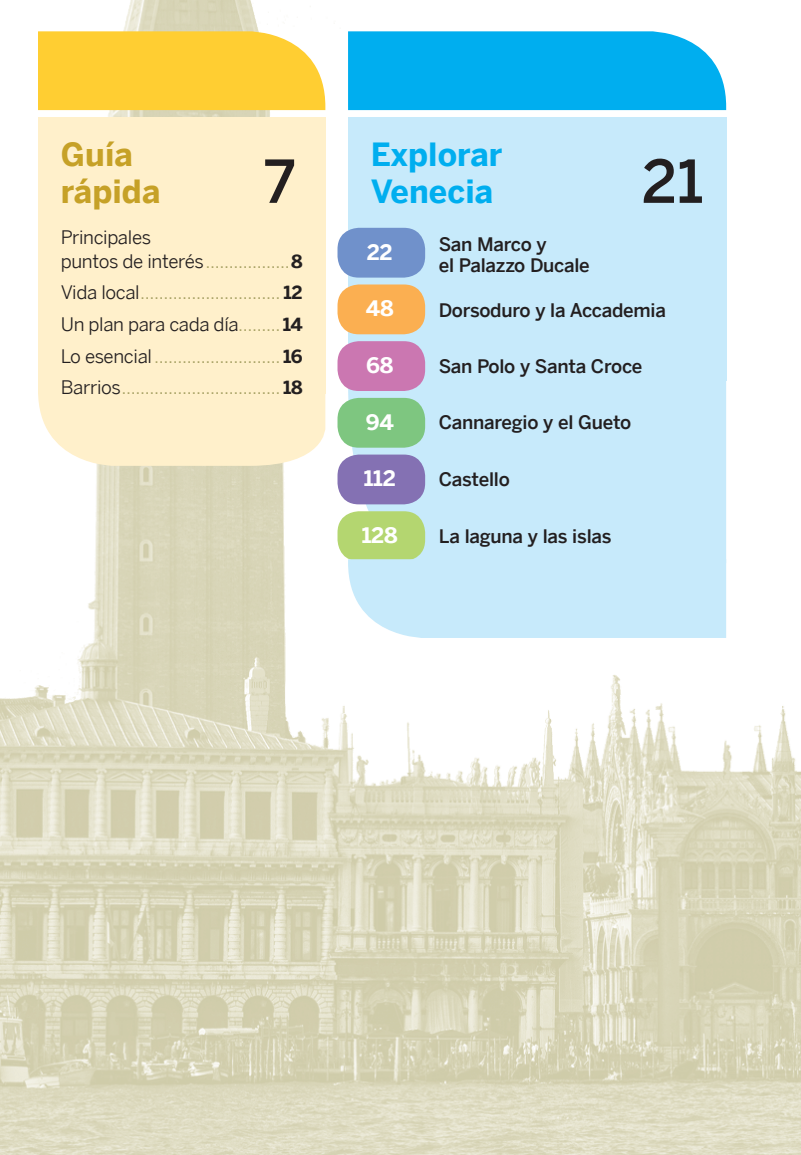 Guía
rápida
7
Principales
puntos de interés ................. 8
Vida local ............................. 12
Un plan para cada día ........ 14
Lo esencial .......................... 16
Barrios ................................. 18
Explorar
Venecia
21
22 San Marco y
el Palazzo Ducale
48 Dorsoduro y la Accademia
68 San Polo y Santa Croce
94 Cannaregio y el Gueto
112 Castello
128 La laguna y las islas